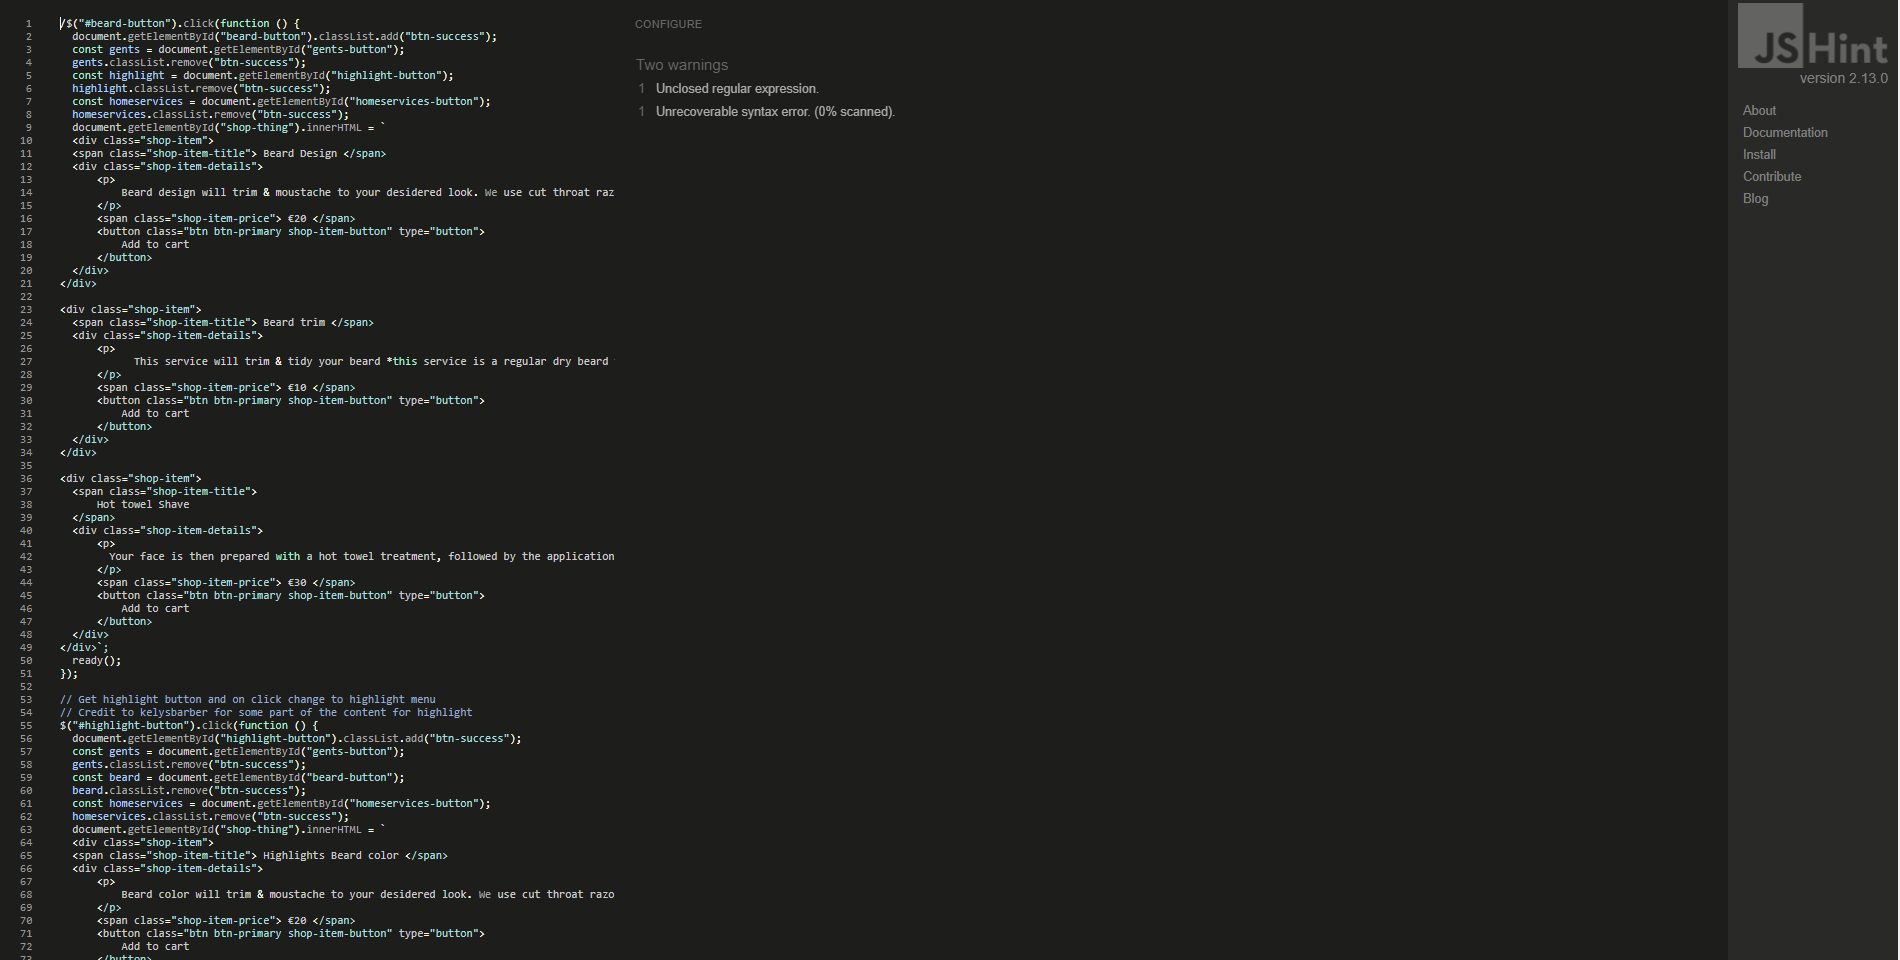 1 /$("#beard-button").click(function () {
2 document.getElementById("beard-button").classList.add("btn-success");
3 const gents = document.getElementById("gents-button");
4 gents.classList.remove("btn-success");
5 const highlight = document.getElementById("highlight-button");
6 highlight.classList.remove("btn-success");
7 const homeservices = document.getElementById("homeservices-button");
8 homeservices.classList.remove("btn-success");
9 document.getElementById("shop-thing").innerHTML = `
10 <div class="shop-item">
11 <span class="shop-item-title"> Beard Design </span>
12 <div class="shop-item-details">
13 <p>
14 Beard design will trim & moustache to your desidered look. We use cut throat raz
15 </p>
16 <span class="shop-item-price"> €20 </span>
17 <button class="btn btn-primary shop-item-button" type="button">
18 Add to cart
19 </button>
20 </div>
21 </div>
22
23 <div class="shop-item">
24 <span class="shop-item-title"> Beard trim </span>
25 <div class="shop-item-details">
26 <p>
27 This service will trim & tidy your beard *this service is a regular dry beard
28 </p>
29 <span class="shop-item-price"> €10 </span>
30 <button class="btn btn-primary shop-item-button" type="button">
31 Add to cart
32 </button>
33 </div>
34 </div>
35
36 <div class="shop-item">
37 <span class="shop-item-title">
38 Hot towel Shave
39 </span>
40 <div class="shop-item-details">
41 <p>
42 Your face is then prepared with a hot towel treatment, followed by the application
43 </p>
44 <span class="shop-item-price"> €30 </span>
45 <button class="btn btn-primary shop-item-button" type="button">
46 Add to cart
47 </button>
48 </div>
49 </div>`;
50 ready();
51 });
52
53 // Get highlight button and on click change to highlight menu
54 // Credit to kelysbarber for some part of the content for highlight
55 $("#highlight-button").click(function () {
56 document.getElementById("highlight-button").classList.add("btn-success");
57 const gents = document.getElementById("gents-button");
58 gents.classList.remove("btn-success");
59 const beard = document.getElementById("beard-button");
60 beard.classList.remove("btn-success");
61 const homeservices = document.getElementById("homeservices-button");
62 homeservices.classList.remove("btn-success");
63 document.getElementById("shop-thing").innerHTML = `
64 <div class="shop-item">
65 <span class="shop-item-title"> Highlights Beard color </span>
66 <div class="shop-item-details">
67 <p>
68 Beard color will trim & moustache to your desidered look. We use cut throat razo
69 </p>
70 <span class="shop-item-price"> €20 </span>
71 <button class="btn btn-primary shop-item-button" type="button">
72 Add to cart
73 </button>
CONFIGURE
Two warnings
1 Unclosed regular expression.
1 Unrecoverable syntax error. (0% scanned).
JSHint
version 2.13.0
About
Documentation
Install
Contribute
Blog